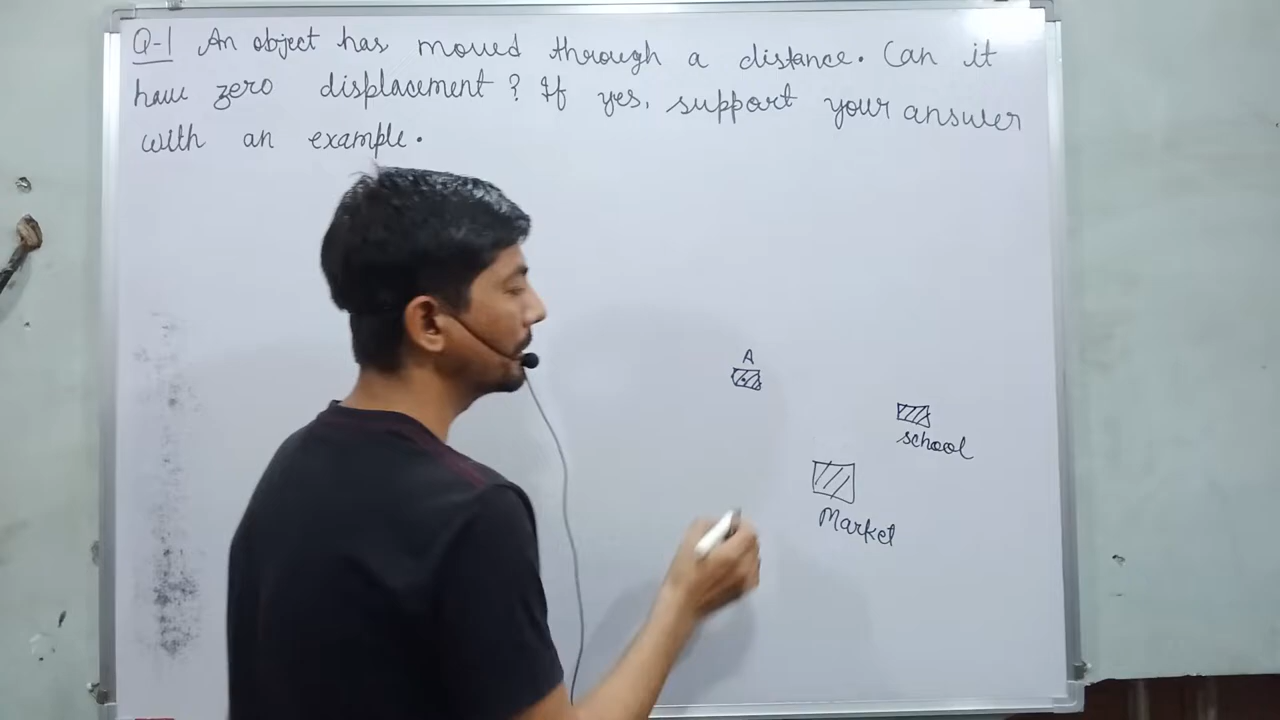 Q-1 An object has moved through a distance. Can it
have zero displacement? If yes, support your answer
with an example.
A
school
Market